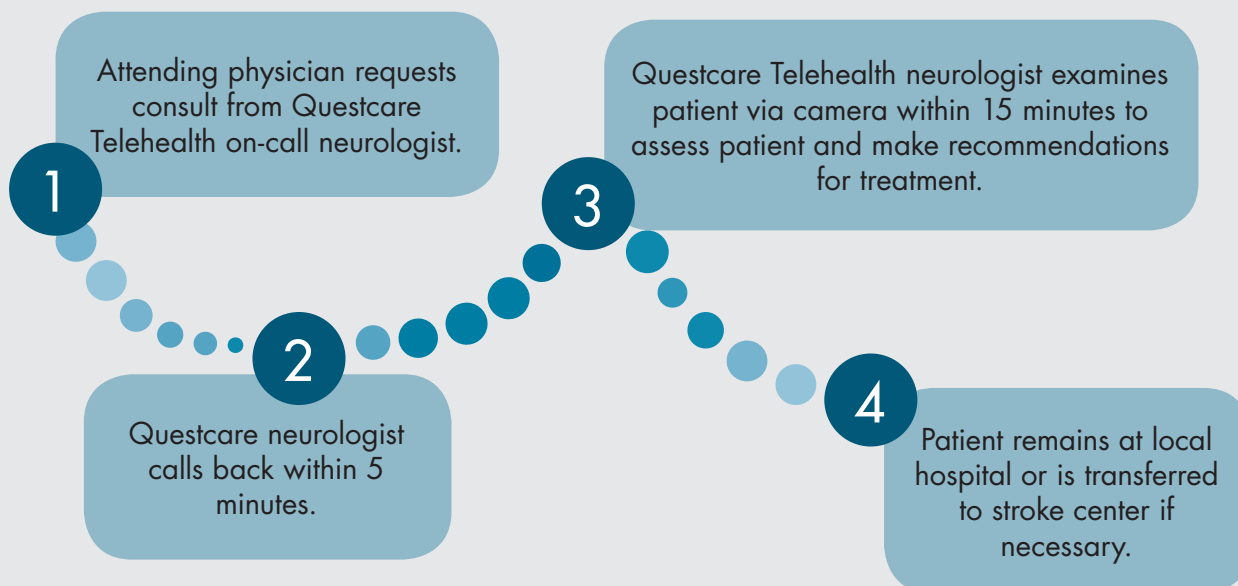 1
Attending physician requests
consult from Questcare
Telehealth on-call neurologist.
2
Questcare neurologist
calls back within 5
minutes.
3
Questcare Telehealth neurologist examines
patient via camera within 15 minutes to
assess patient and make recommendations
for treatment.
4
Patient remains at local
hospital or is transferred
to stroke center if
necessary.